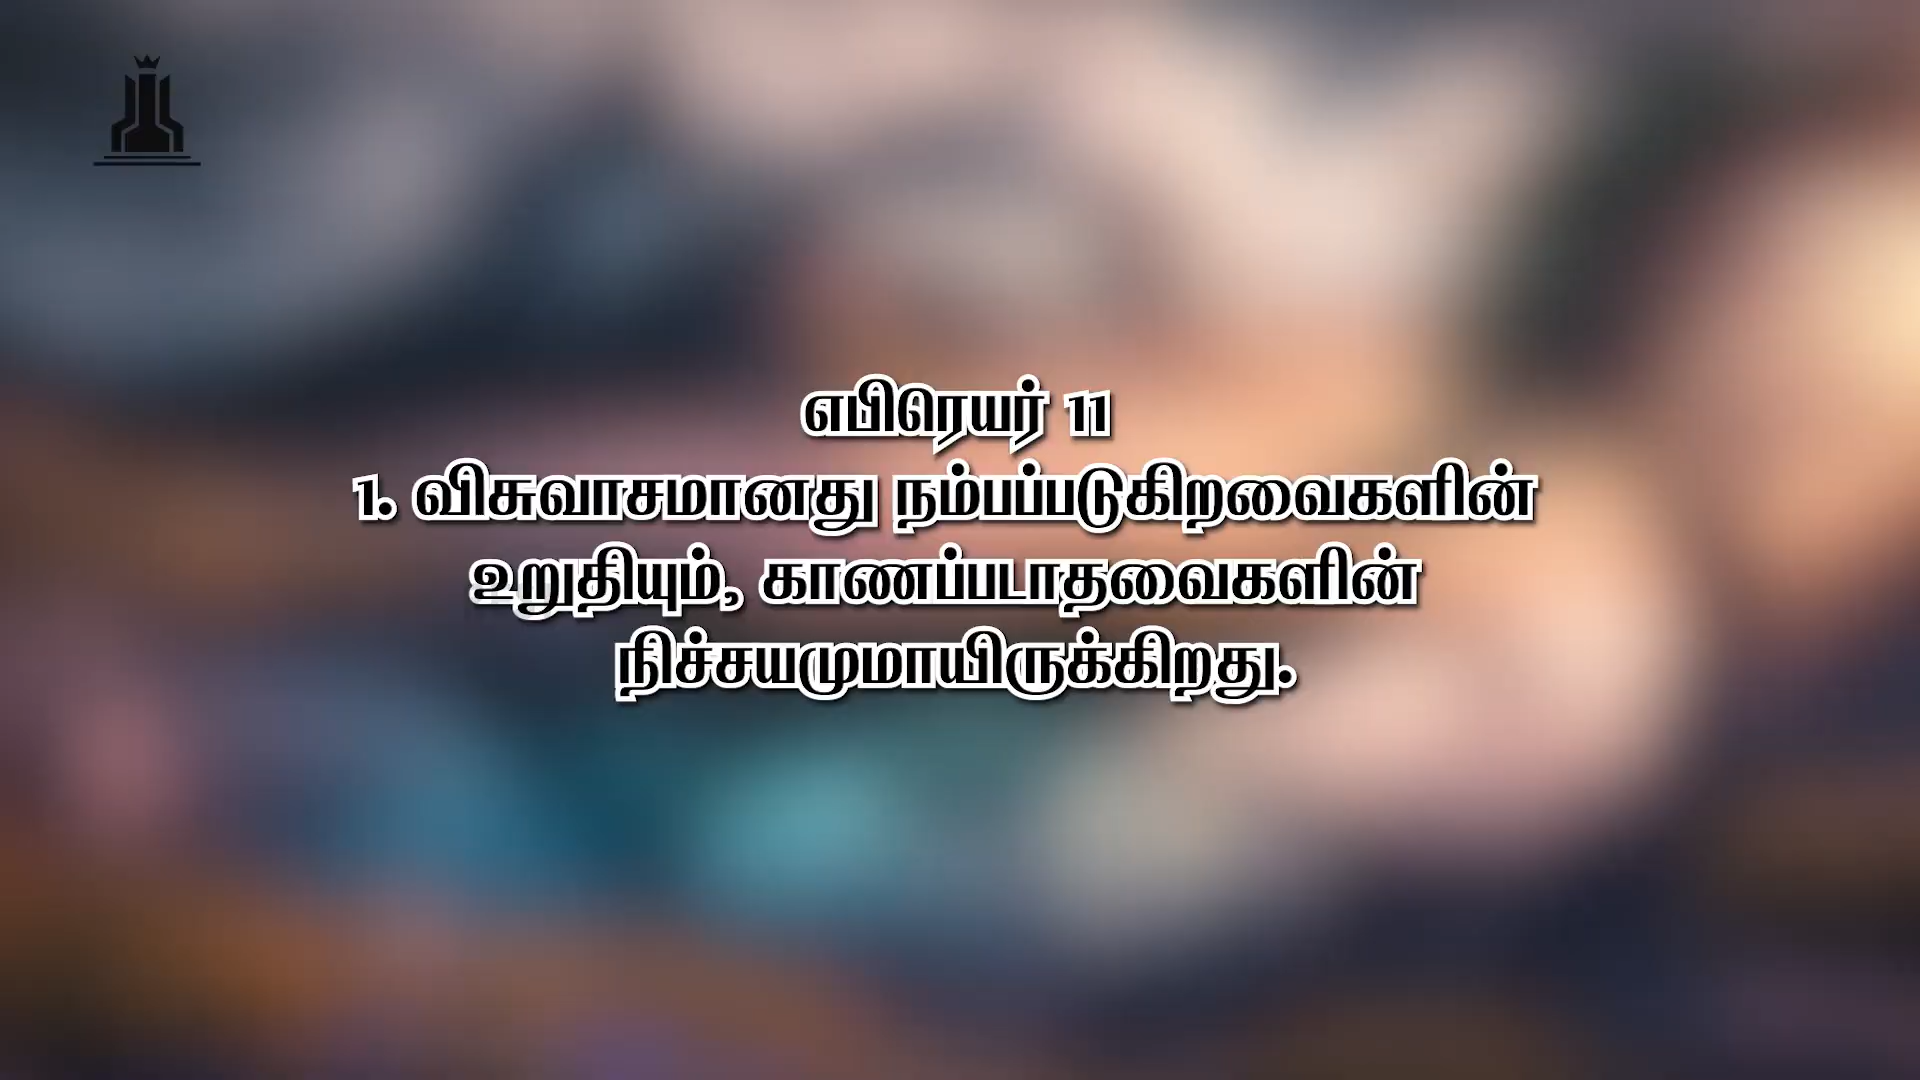 எபிரெயர் 11
1. விசுவாசமானது நம்பப்படுகிறவைகளின்
உறுதியும், காணப்படாதவைகளின்
நிச்சயமுமாயிருக்கிறது.